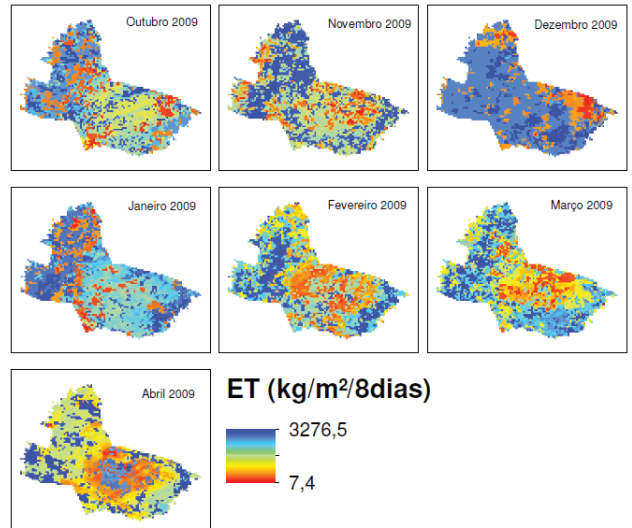 Outubro 2009
Novembro 2009
Dezembro 2009
Janeiro 2009
Fevereiro 2009
Março 2009
Abril 2009
ET (kg/m²/8dias)
3276,5
7,4